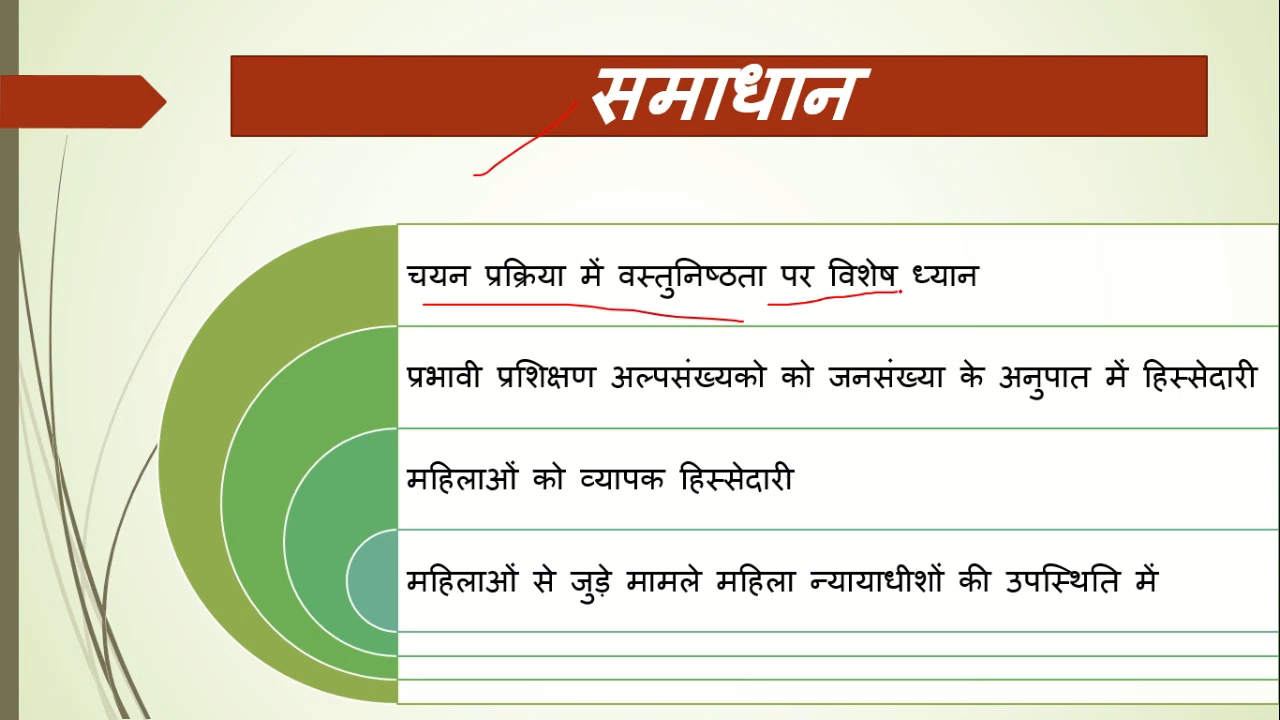 समाधान
चयन प्रक्रिया में वस्तुनिष्ठता पर विशेष ध्यान
प्रभावी प्रशिक्षण अल्पसंख्यको को जनसंख्या के अनुपात में हिस्सेदारी
महिलाओं को व्यापक हिस्सेदारी
महिलाओं से जुड़े मामले महिला न्यायाधीशों की उपस्थिति में